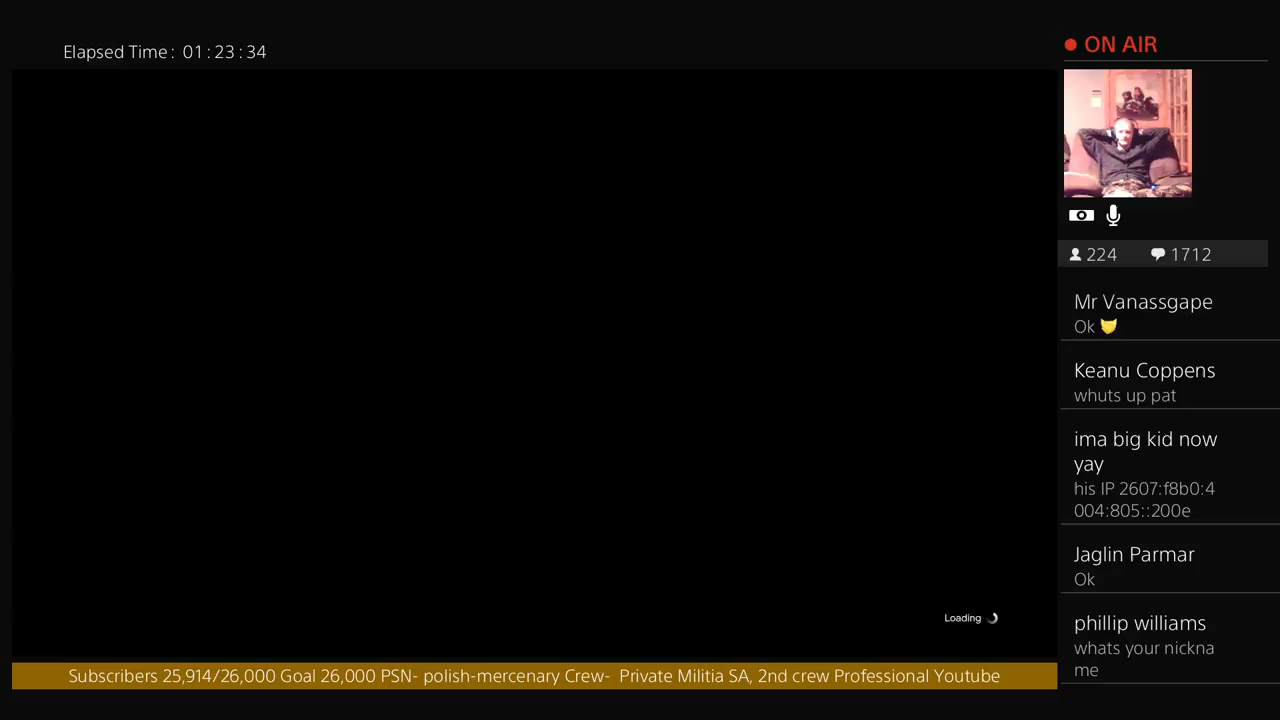 Elapsed Time: 01:23:34
ON AIR
224 1712
Mr Vanassgape
Ok
Keanu Coppens
whuts up pat
ima big kid now
yay
his IP 2607:f8b0:4
004:805::200e
Jaglin Parmar
Ok
phillip williams
whats your nickna
me
Loading
Subscribers 25,914/26,000 Goal 26,000 PSN- polish-mercenary Crew- Private Militia SA, 2nd crew Professional Youtube